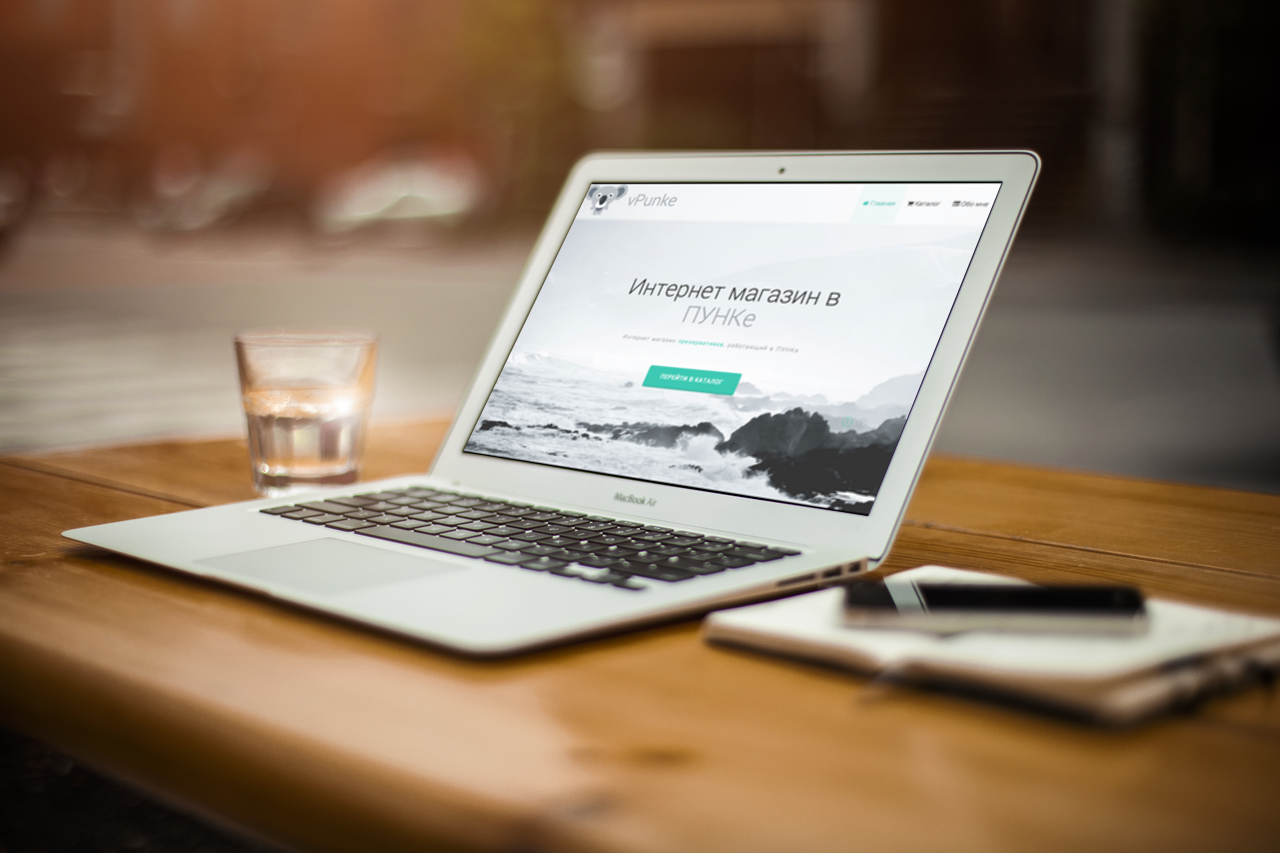 vPunke
Главная Каталог Обо мне
Интернет магазин в
ПУНКе
Интернет магазин презервативов, работающий в ПУНКе
ПЕРЕЙТИ В КАТАЛОГ
MacBook Air